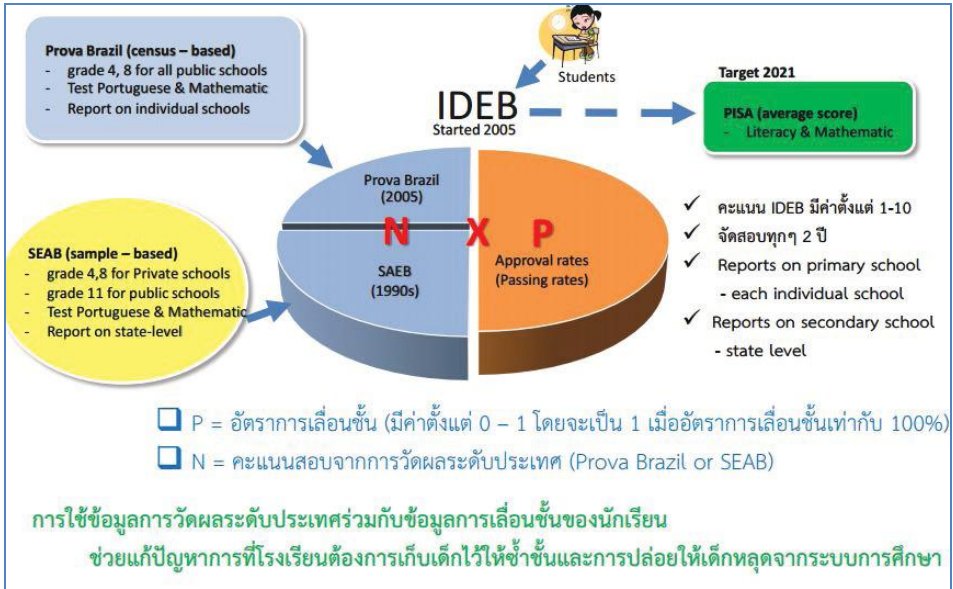 Prova Brazil (census – based)
- grade 4, 8 for all public schools
- Test Portuguese & Mathematic
- Report on individual schools
Students
IDEB
Started 2005
Target 2021
PISA (average score)
- Literacy & Mathematic
Prova Brazil
(2005)
N X P
SAEB
(1990s)
Approval rates
(Passing rates)
SEAB (sample – based)
- grade 4,8 for Private schools
- grade 11 for public schools
- Test Portuguese & Mathematic
- Report on state-level
✓ คะแนน IDEB มีค่าตั้งแต่ 1-10
✓ จัดสอบทุกๆ 2 ปี
✓ Reports on primary school
- each individual school
✓ Reports on secondary school
- state level
❑ P = อัตราการเลื่อนชั้น (มีค่าตั้งแต่ 0 – 1 โดยจะเป็น 1 เมื่ออัตราการเลื่อนชั้นเท่ากับ 100%)
❑ N = คะแนนสอบจากการวัดผลระดับประเทศ (Prova Brazil or SEAB)
การใช้ข้อมูลการวัดผลระดับประเทศร่วมกับข้อมูลการเลื่อนชั้นของนักเรียน
ช่วยแก้ปัญหาการที่โรงเรียนต้องการเก็บเด็กไว้ให้ซ้ำชั้นและการปล่อยให้เด็กหลุดจากระบบการศึกษา